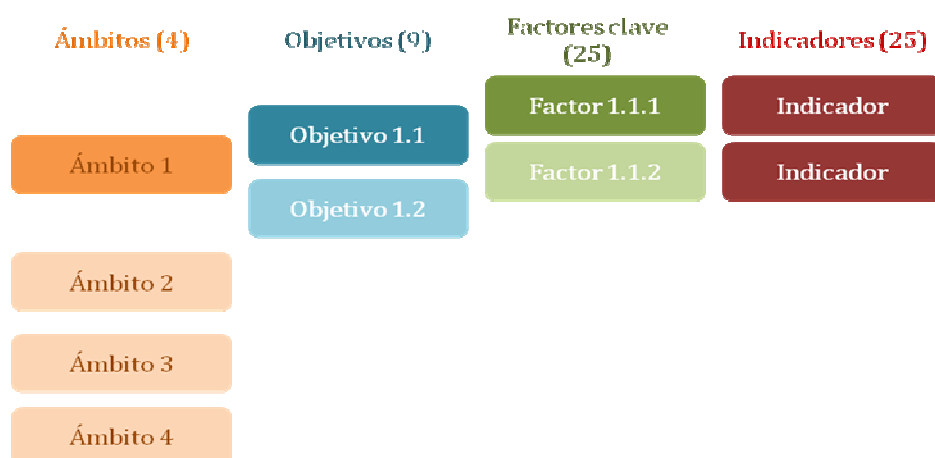 Ámbitos (4)
Objetivos (9)
Factores clave
(25)
Indicadores (25)
Ámbito 1
Objetivo 1.1
Objetivo 1.2
Factor 1.1.1
Factor 1.1.2
Indicador
Indicador
Ámbito 2
Ámbito 3
Ámbito 4